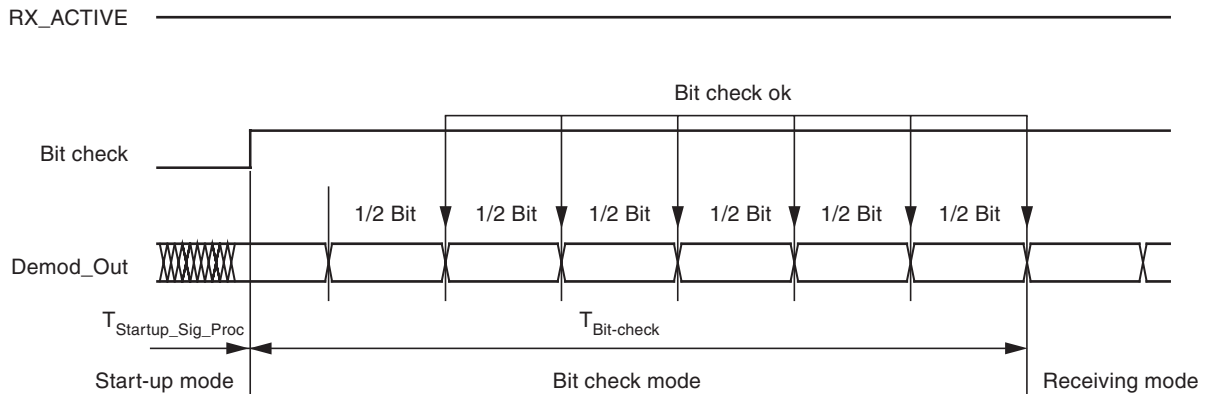 RX_ACTIVE
Bit check ok
Bit check
1/2 Bit 1/2 Bit 1/2 Bit 1/2 Bit 1/2 Bit 1/2 Bit
Demod_Out
TStartup_Sig_Proc TBit-check
Start-up mode Bit check mode Receiving mode